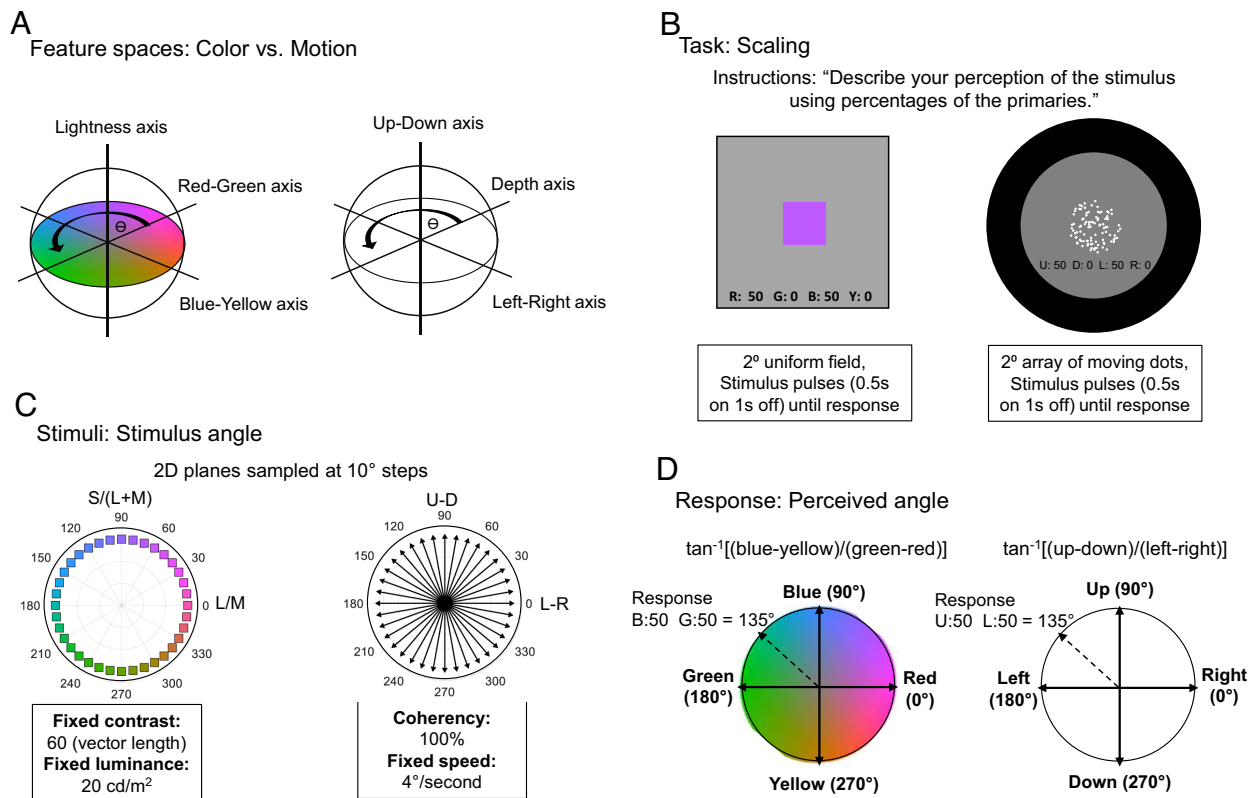 A
Feature spaces: Color vs. Motion
Lightness axis
Red-Green axis
Θ
Blue-Yellow axis
Up-Down axis
Depth axis
Θ
Left-Right axis
B
Task: Scaling
Instructions: “Describe your perception of the stimulus
using percentages of the primaries.”
R: 50 G: 0 B: 50 Y: 0
U: 50 D: 0 L: 50 R: 0
2º uniform field,
Stimulus pulses (0.5s
on 1s off) until response
2º array of moving dots,
Stimulus pulses (0.5s
on 1s off) until response
C
Stimuli: Stimulus angle
2D planes sampled at 10° steps
S/(L+M)
90
120 60
150 30
180 0 L/M
210 330
240 300
270
Fixed contrast:
60 (vector length)
Fixed luminance:
20 cd/m²
U-D
90
120 60
150 30
180 0 L-R
210 330
240 300
270
Coherency:
100%
Fixed speed:
4°/second
D
Response: Perceived angle
tan⁻¹[(blue-yellow)/(green-red)]
Blue (90°)
Response
B:50 G:50 = 135°
Green
(180°)
Red
(0°)
Yellow (270°)
tan⁻¹[(up-down)/(left-right)]
Up (90°)
Response
U:50 L:50 = 135°
Left
(180°)
Right
(0°)
Down (270°)